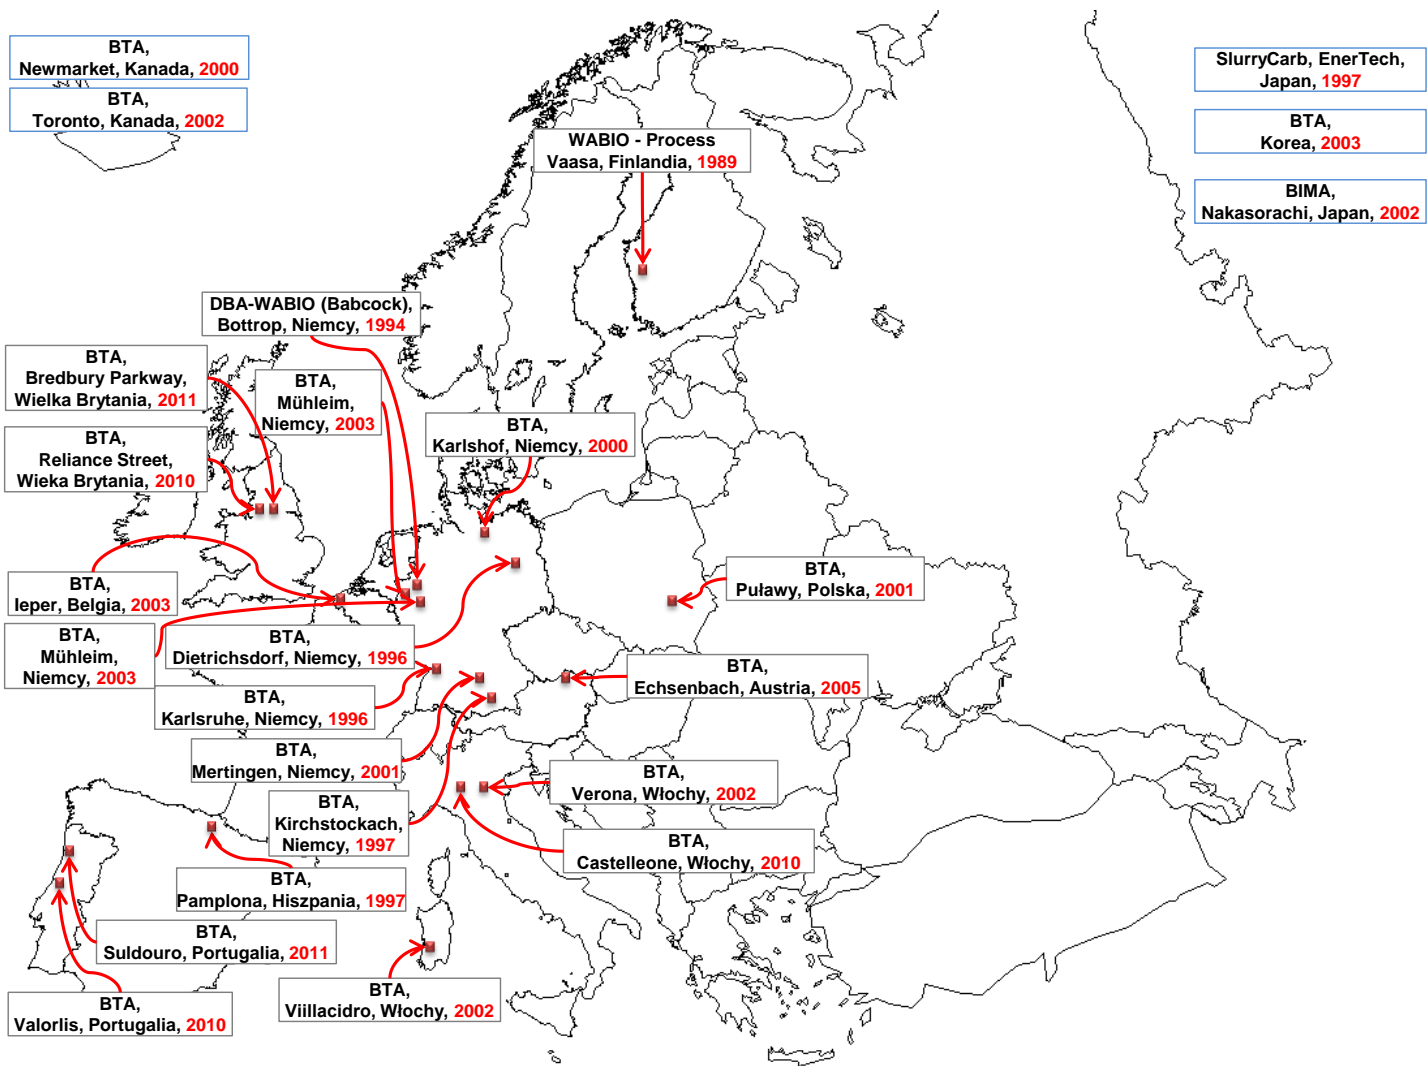 BTA,
Newmarket, Kanada, 2000
BTA,
Toronto, Kanada, 2002
SlurryCarb, EnerTech,
Japan, 1997
BTA,
Korea, 2003
BIMA,
Nakasorachi, Japan, 2002
WABIO - Process
Vaasa, Finlandia, 1989
DBA-WABIO (Babcock),
Bottrop, Niemcy, 1994
BTA,
Bredbury Parkway,
Wielka Brytania, 2011
BTA,
Mühleim,
Niemcy, 2003
BTA,
Karlshof, Niemcy, 2000
BTA,
Reliance Street,
Wieka Brytania, 2010
BTA,
Ieper, Belgia, 2003
BTA,
Puławy, Polska, 2001
BTA,
Mühleim,
Niemcy, 2003
BTA,
Dietrichsdorf, Niemcy, 1996
BTA,
Echsenbach, Austria, 2005
BTA,
Karlsruhe, Niemcy, 1996
BTA,
Mertingen, Niemcy, 2001
BTA,
Verona, Włochy, 2002
BTA,
Kirchstockach,
Niemcy, 1997
BTA,
Castelleone, Włochy, 2010
BTA,
Pamplona, Hiszpania, 1997
BTA,
Suldouro, Portugalia, 2011
BTA,
Viillacidro, Włochy, 2002
BTA,
Valorlis, Portugalia, 2010